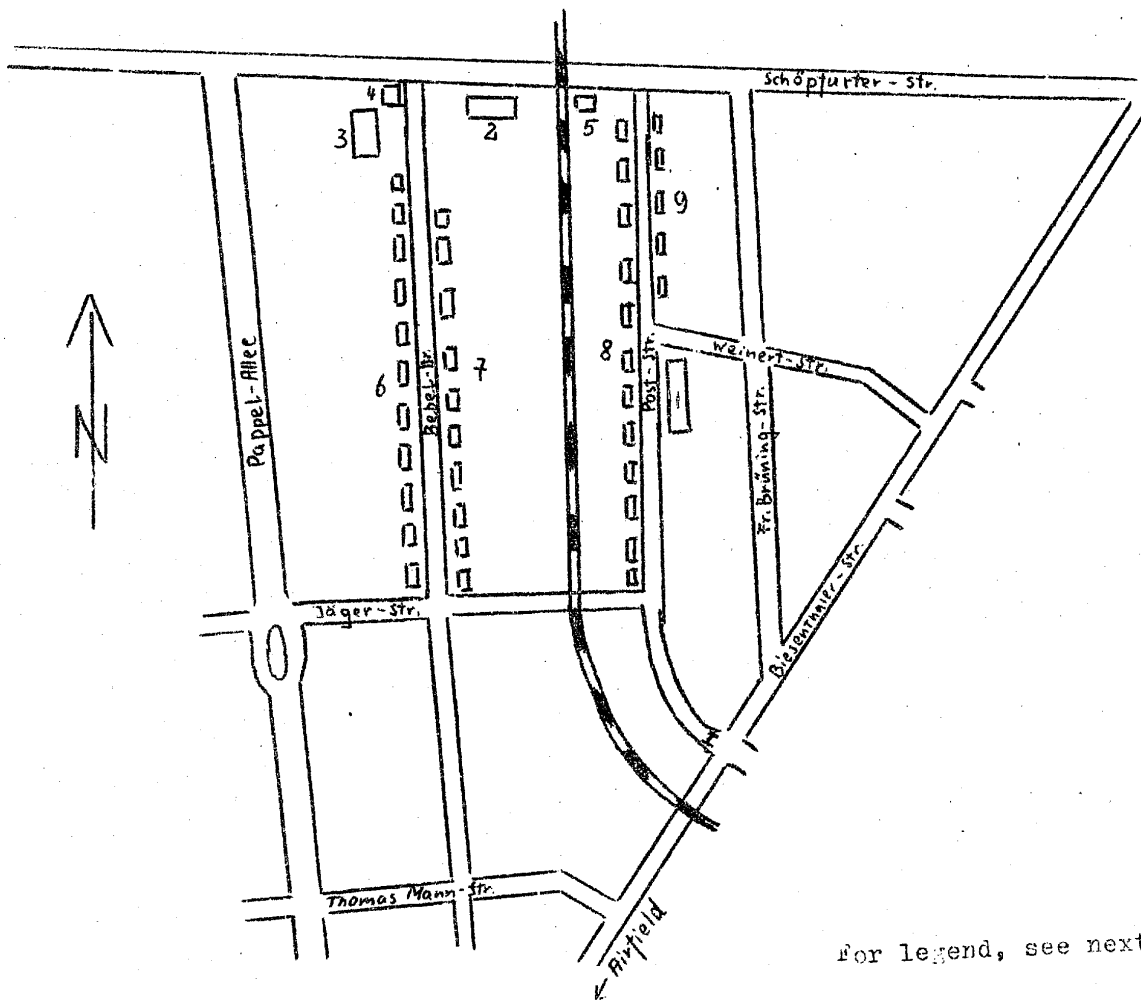 Schöpfurter-Str.
4
3
2
5
9
Pappel-Allee
N
6
Bebel-Str.
7
8
Post-Str.
Weinert-Str.
Fr. Brüning-Str.
Biesenthaler-Str.
Jäger-Str.
Thomas Mann-Str.
Airfield
For legend, see next